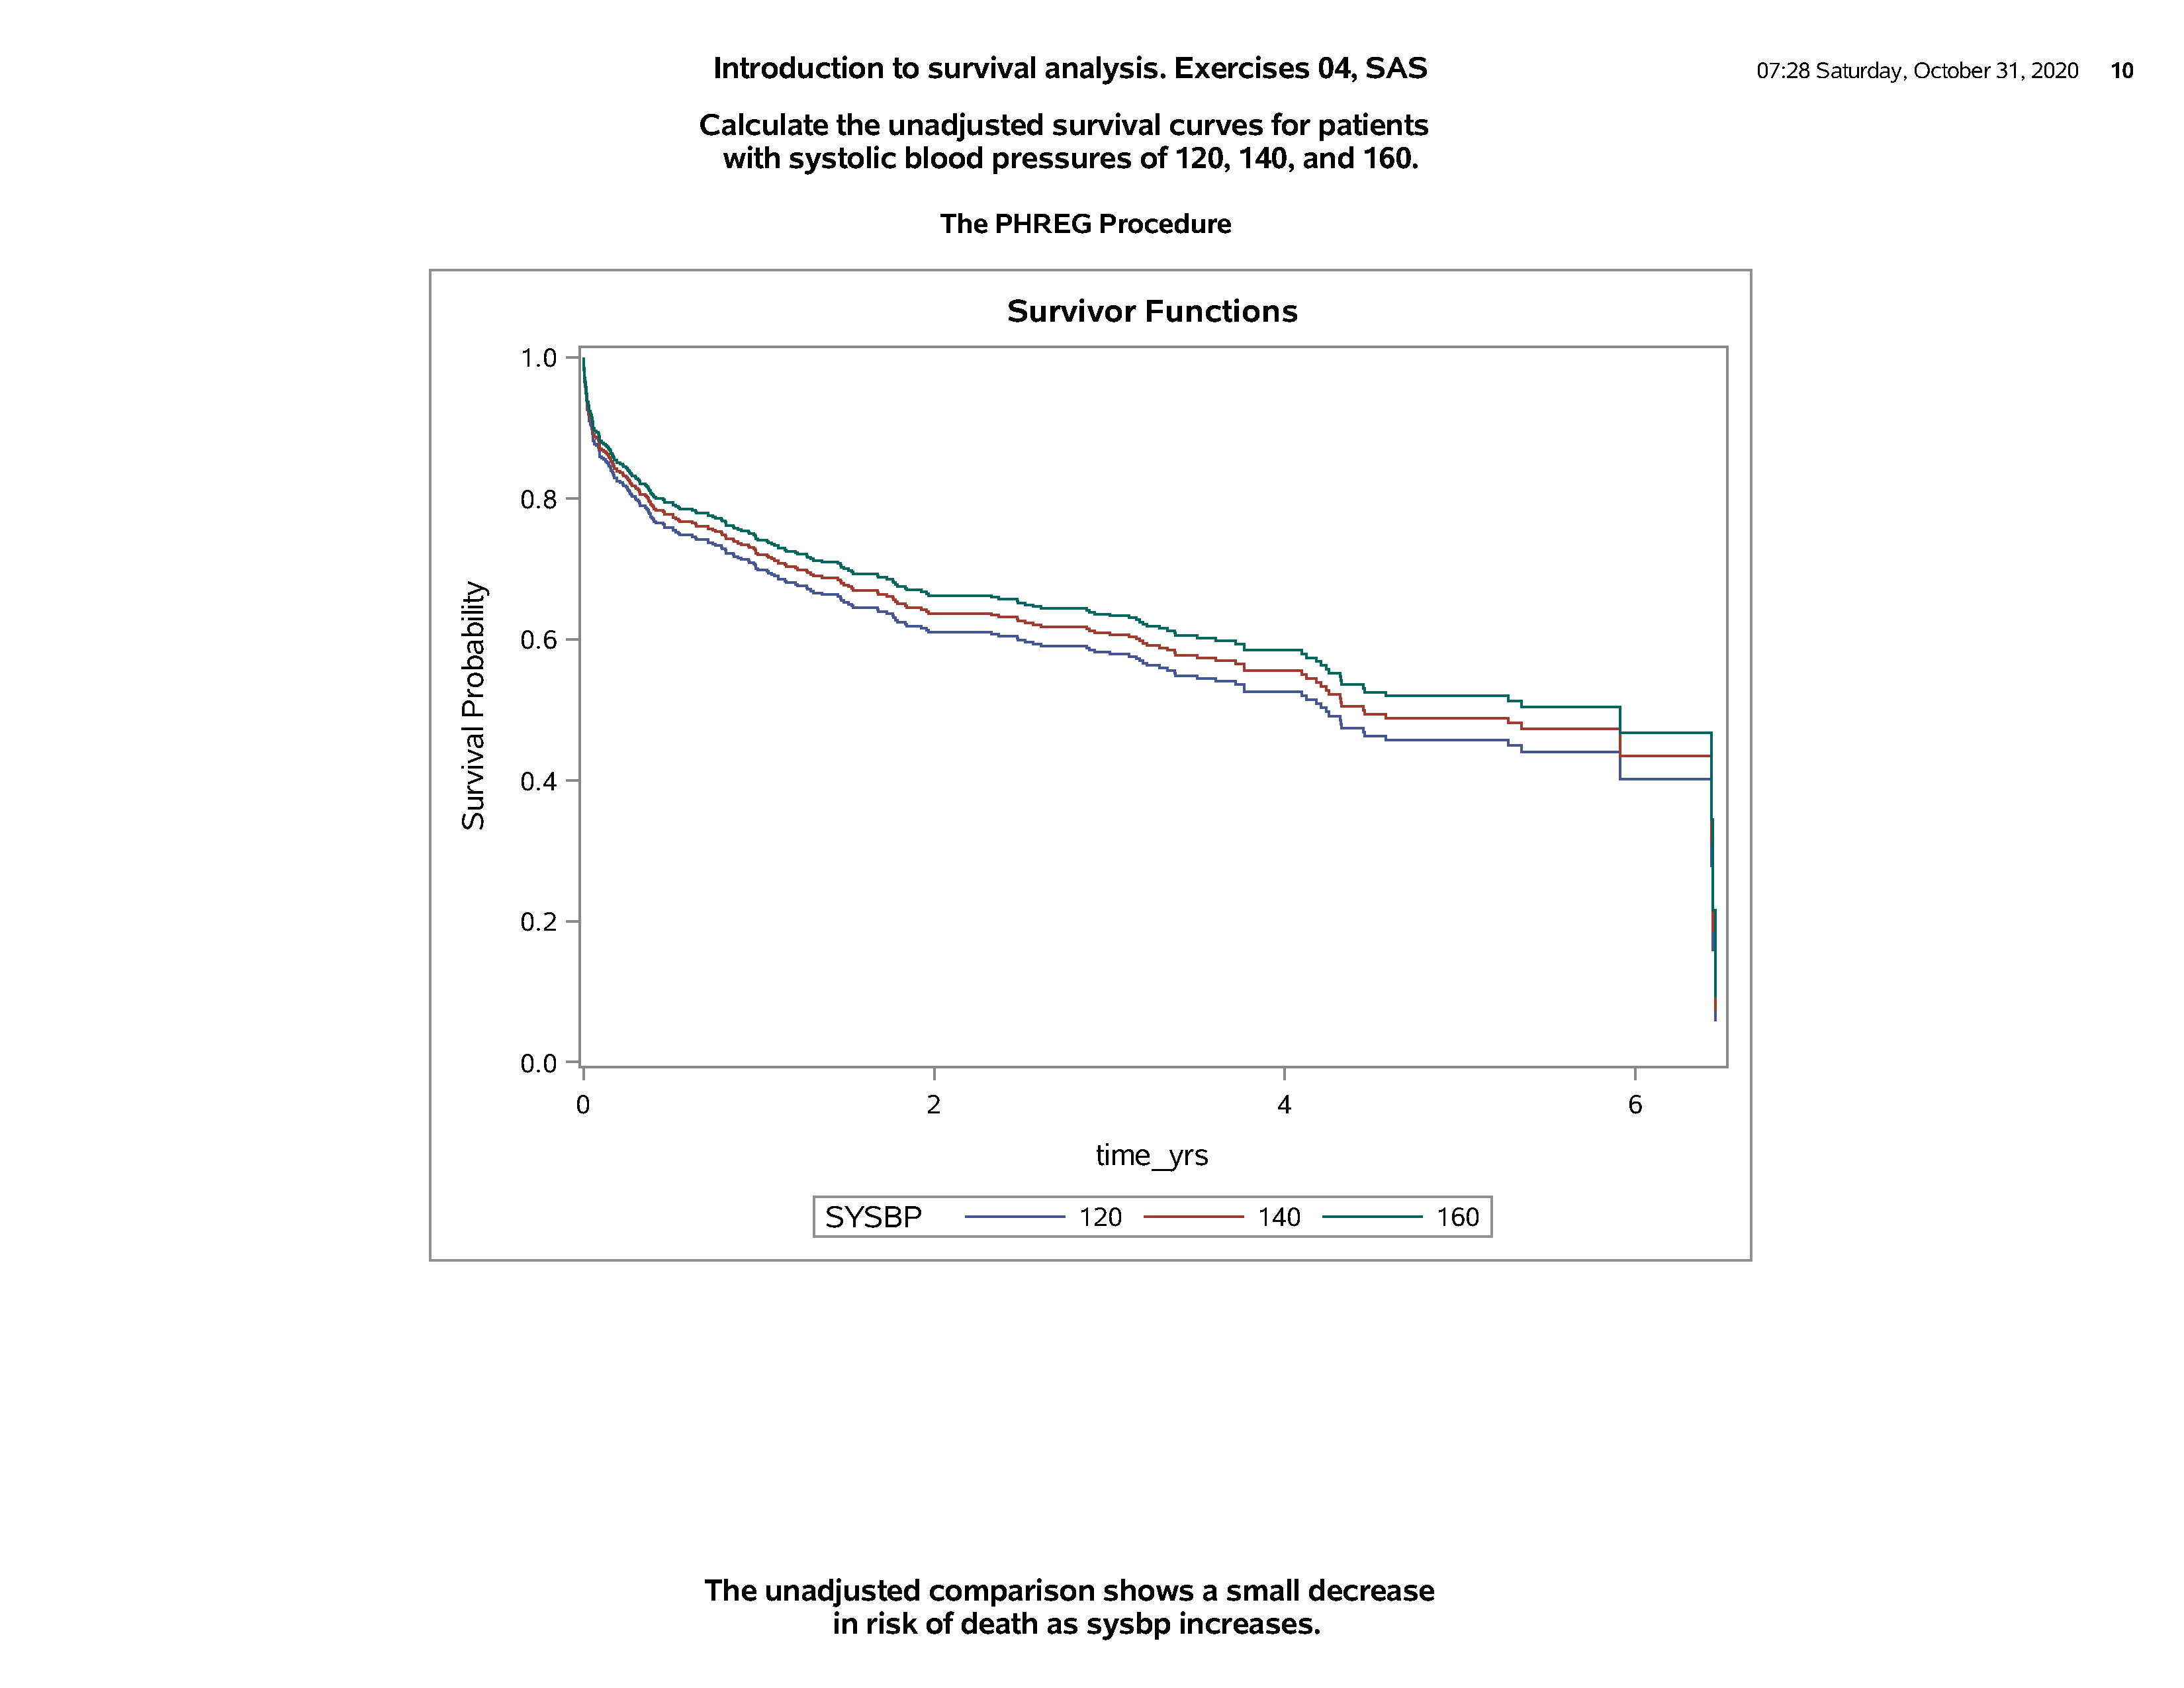 Introduction to survival analysis. Exercises 04, SAS
07:28 Saturday, October 31, 2020 10
Calculate the unadjusted survival curves for patients
with systolic blood pressures of 120, 140, and 160.
The PHREG Procedure
Survivor Functions
1.0
0.8
0.6
0.4
0.2
0.0
Survival Probability
0 2 4 6
time_yrs
SYSBP 120 140 160
The unadjusted comparison shows a small decrease
in risk of death as sysbp increases.